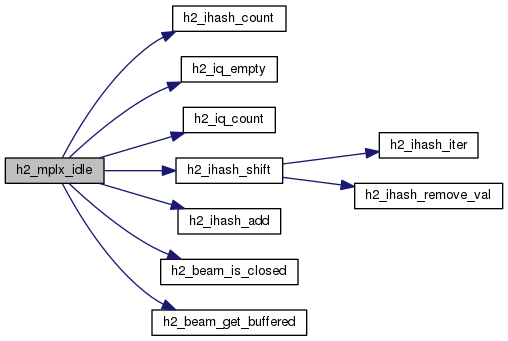 h2_ihash_count
h2_iq_empty
h2_iq_count
h2_ihash_iter
h2_mplx_idle
h2_ihash_shift
h2_ihash_remove_val
h2_ihash_add
h2_beam_is_closed
h2_beam_get_buffered